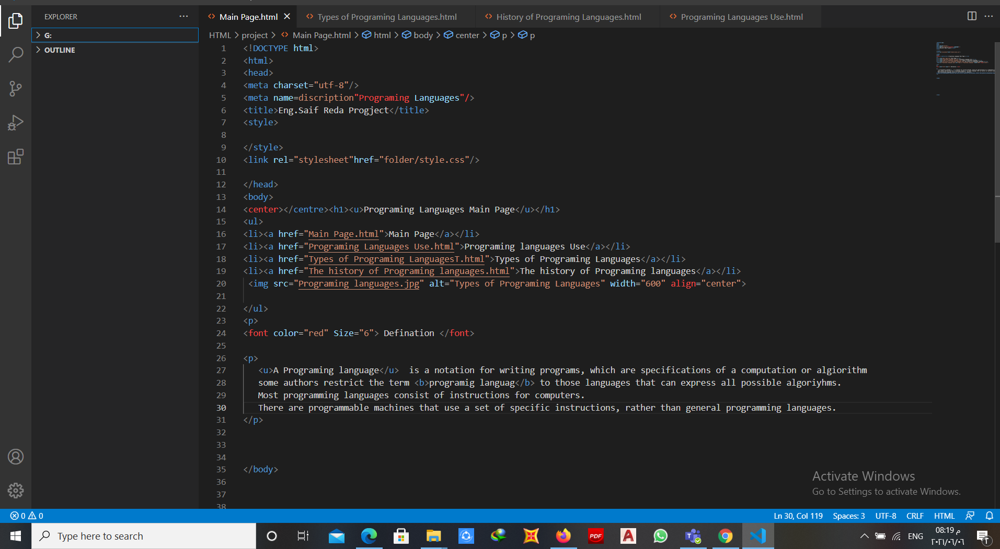 EXPLORER
Main Page.html
Types of Programing Languages.html
History of Programing Languages.html
Programing Languages Use.html
G:
OUTLINE
HTML > project > Main Page.html > html > body > center > p > p
1 <!DOCTYPE html>
2 <html>
3 <head>
4 <meta charset="utf-8"/>
5 <meta name=discription"Programing Languages"/>
6 <title>Eng.Saif Reda Progject</title>
7 <style>
8
9 </style>
10 <link rel="stylesheet"href="folder/style.css"/>
11
12 </head>
13 <body>
14 <center></centre><h1><u>Programing Languages Main Page</u></h1>
15 <ul>
16 <li><a href="Main Page.html">Main Page</a></li>
17 <li><a href="Programing Languages Use.html">Programing languages Use</a></li>
18 <li><a href="Types of Programing LanguagesT.html">Types of Programing Languages</a></li>
19 <li><a href="The history of Programing languages.html">The history of Programing languages</a></li>
20 <img src="Programing languages.jpg" alt="Types of Programing Languages" width="600" align="center">
21
22 </ul>
23 <p>
24 <font color="red" Size="6"> Defination </font>
25
26 <p>
27 <u>A Programing language</u>  is a notation for writing programs, which are specifications of a computation or algiorithm
28 some authors restrict the term <b>programig languag</b> to those languages that can express all possible algoriyhms.
29 Most programming languages consist of instructions for computers.
30 There are programmable machines that use a set of specific instructions, rather than general programming languages.
31 </p>
32
33
34
35 </body>
36
37
38
Activate Windows
Go to Settings to activate Windows.
0 0
Ln 30, Col 119 Spaces: 3 UTF-8 CRLF HTML
Type here to search
PDF
A
ENG
08:19 م
٢٠٢١/٠٦/٠٦
٢